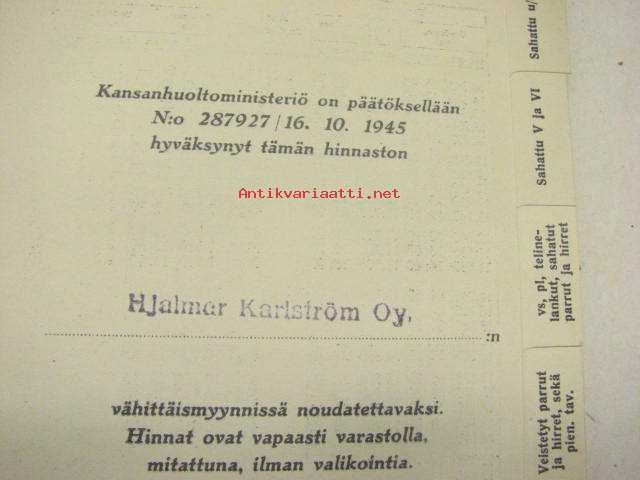 Kansanhuoltoministeriö on päätöksellään
N:o 287927/16. 10. 1945
hyväksynyt tämän hinnaston
Antikvariaatti.net
Hjalmar Karlström Oy.
:n
vähittäismyynnissä noudatettavaksi.
Hinnat ovat vapaasti varastolla,
mitattuna, ilman valikointia.
Sahattu u/
Sahattu V ja VI
vs, pl, teline-
lankut, sahatut
parrut ja hirret
Veistetyt parrut
ja hirret, sekä
pien. tav.